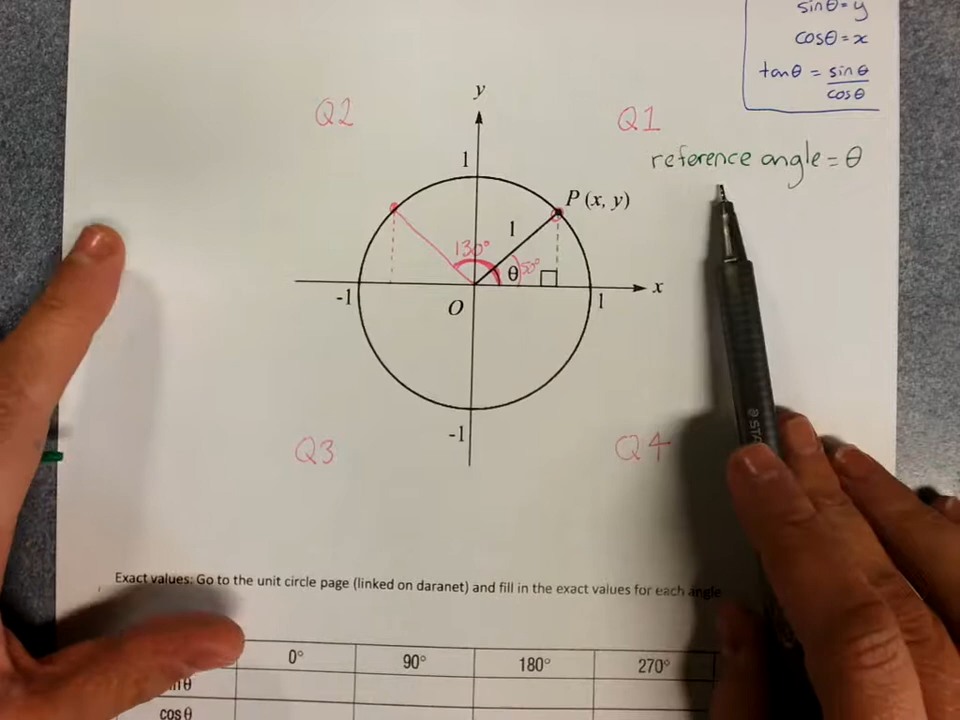 sinθ=y
cosθ=x
tanθ = sinθ
cosθ
Q2
y
Q1
reference angle = θ
1
P (x, y)
1
130°
θ
50°
x
-1
O
1
-1
Q3
Q4
Exact values: Go to the unit circle page (linked on daranet) and fill in the exact values for each angle
0°
90°
180°
270°
cosθ